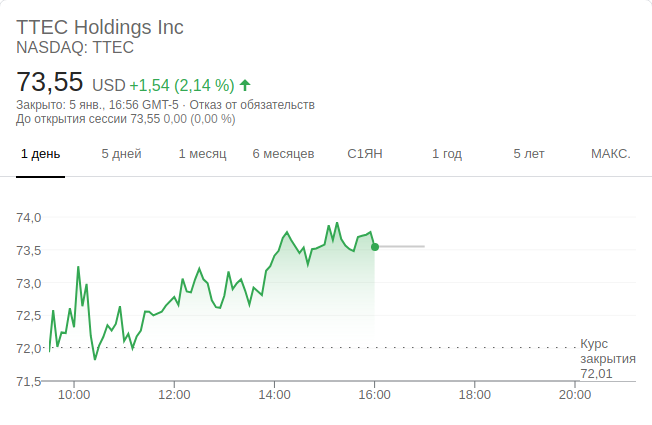 TTEC Holdings Inc
NASDAQ: TTEC
73,55 USD +1,54 (2,14 %)
Закрыто: 5 янв., 16:56 GMT-5 · Отказ от обязательств
До открытия сессии 73,55 0,00 (0,00 %)
1 день 5 дней 1 месяц 6 месяцев С1ЯН 1 год 5 лет МАКС.
74,0
73,5
73,0
72,5
72,0
71,5
Курс
закрытия
72,01
10:00 12:00 14:00 16:00 18:00 20:00